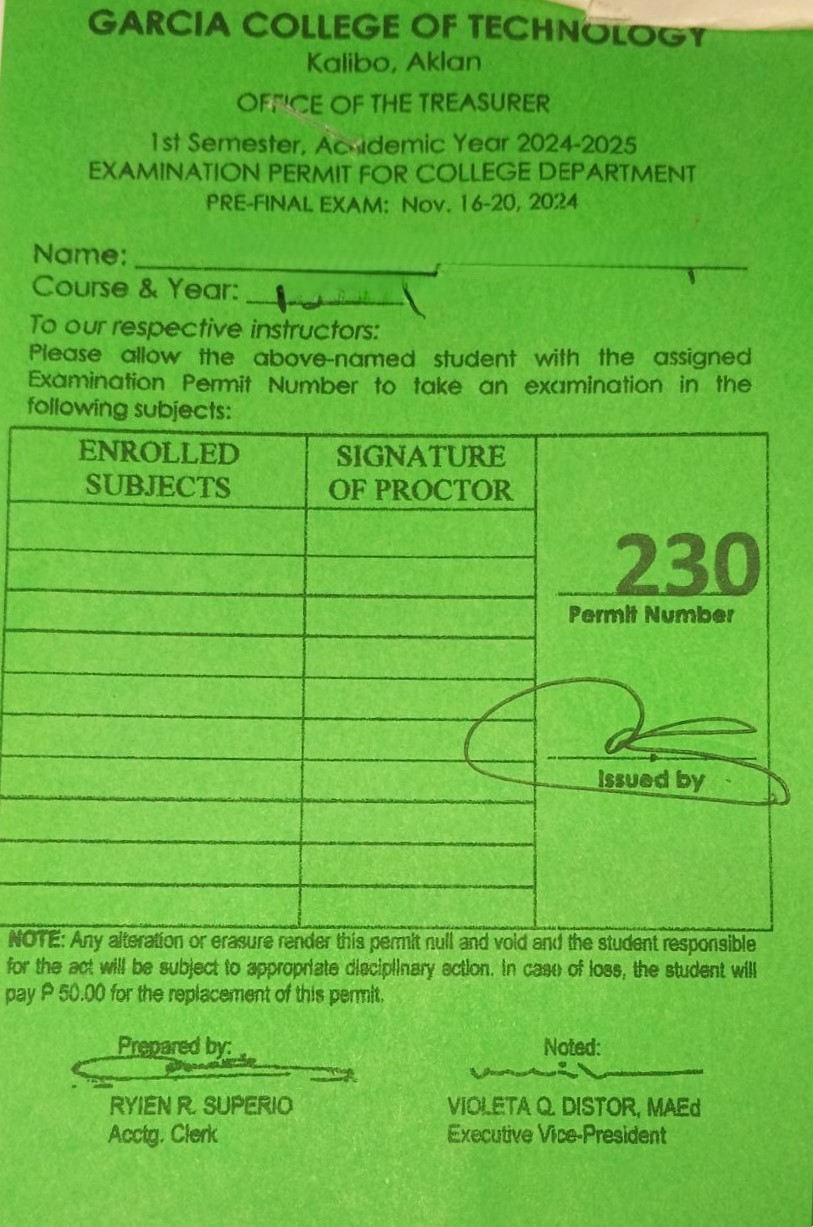 GARCIA COLLEGE OF TECHNOLOGY
Kalibo, Aklan
OFFICE OF THE TREASURER
1st Semester, Academic Year 2024-2025
EXAMINATION PERMIT FOR COLLEGE DEPARTMENT
PRE-FINAL EXAM: Nov. 16-20, 2024
Name:
Course & Year:
To our respective instructors:
Please allow the above-named student with the assigned
Examination Permit Number to take an examination in the
following subjects:
ENROLLED SUBJECTS
SIGNATURE OF PROCTOR
230
Permit Number
Issued by
NOTE: Any alteration or erasure render this permit null and void and the student responsible
for the act will be subject to appropriate disciplinary action. In case of loss, the student will
pay ₱ 50.00 for the replacement of this permit.
Prepared by:
RYIEN R. SUPERIO
Acctg. Clerk
Noted:
VIOLETA Q. DISTOR, MAEd
Executive Vice-President